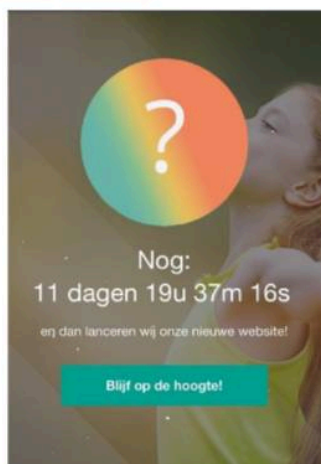 ?
Nog:
11 dagen 19u 37m 16s
en dan lanceren wij onze nieuwe website!
Blijf op de hoogte!